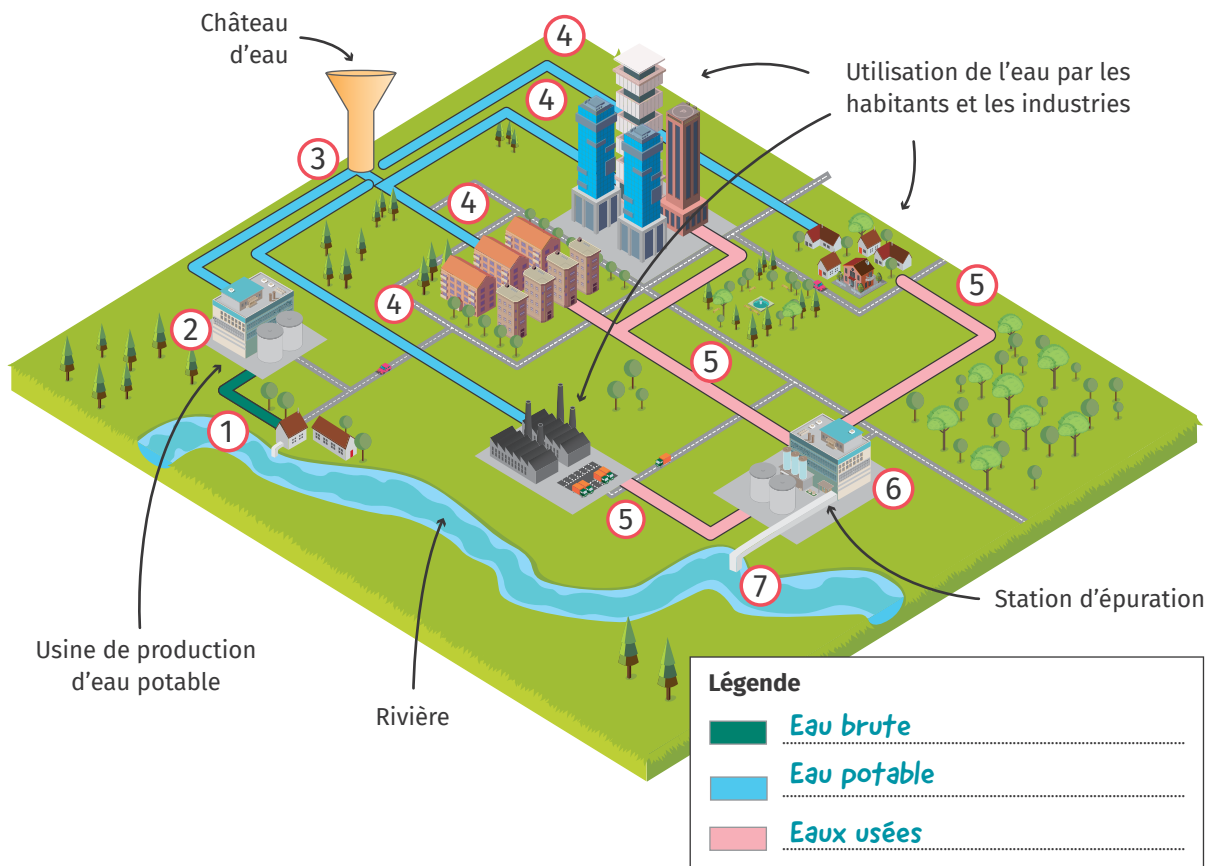 Château
d'eau
4
4
Utilisation de l'eau par les
habitants et les industries
3
4
5
4
2
5
1
6
5
7
Station d'épuration
Usine de production
d'eau potable
Rivière
Légende
Eau brute
Eau potable
Eaux usées